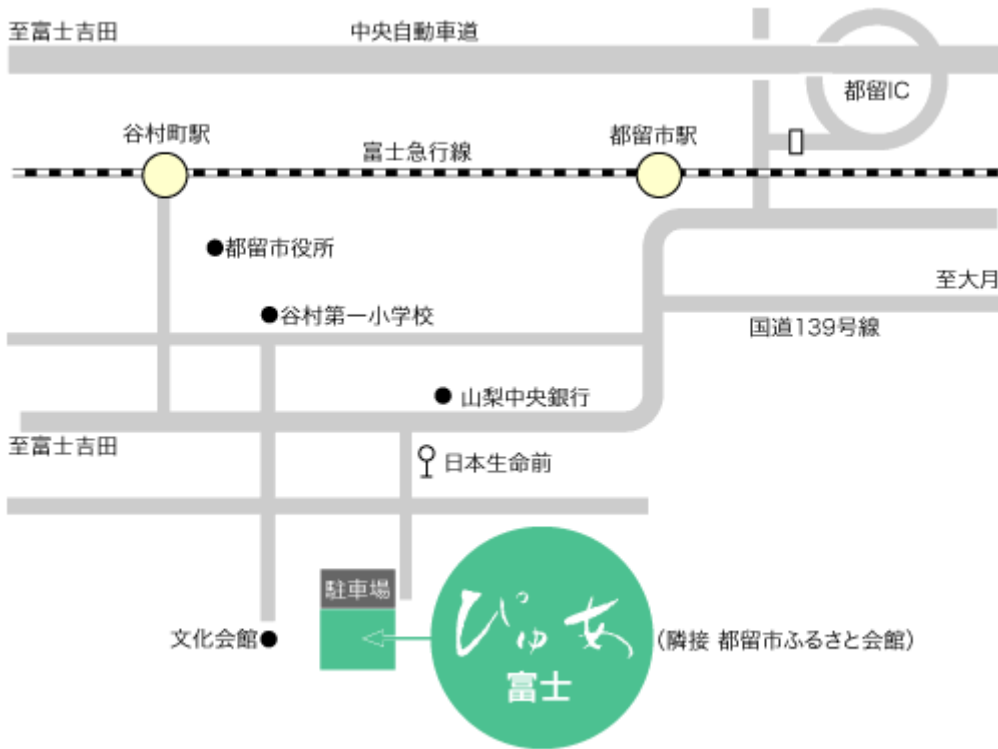 至富士吉田
中央自動車道
都留IC
谷村町駅
富士急行線
都留市駅
都留市役所
至大月
谷村第一小学校
国道139号線
山梨中央銀行
至富士吉田
日本生命前
駐車場
文化会館
ぴゅあ
富士
(隣接 都留市ふるさと会館)